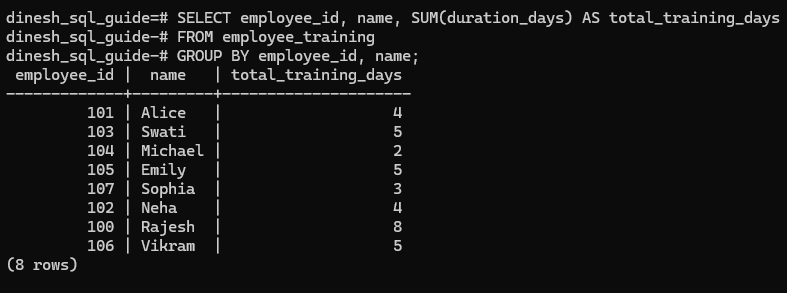 dinesh_sql_guide=# SELECT employee_id, name, SUM(duration_days) AS total_training_days
dinesh_sql_guide-# FROM employee_training
dinesh_sql_guide-# GROUP BY employee_id, name;
 employee_id |  name   | total_training_days
-------------+---------+---------------------
         101 | Alice   |                   4
         103 | Swati   |                   5
         104 | Michael |                   2
         105 | Emily   |                   5
         107 | Sophia  |                   3
         102 | Neha    |                   4
         100 | Rajesh  |                   8
         106 | Vikram  |                   5
(8 rows)